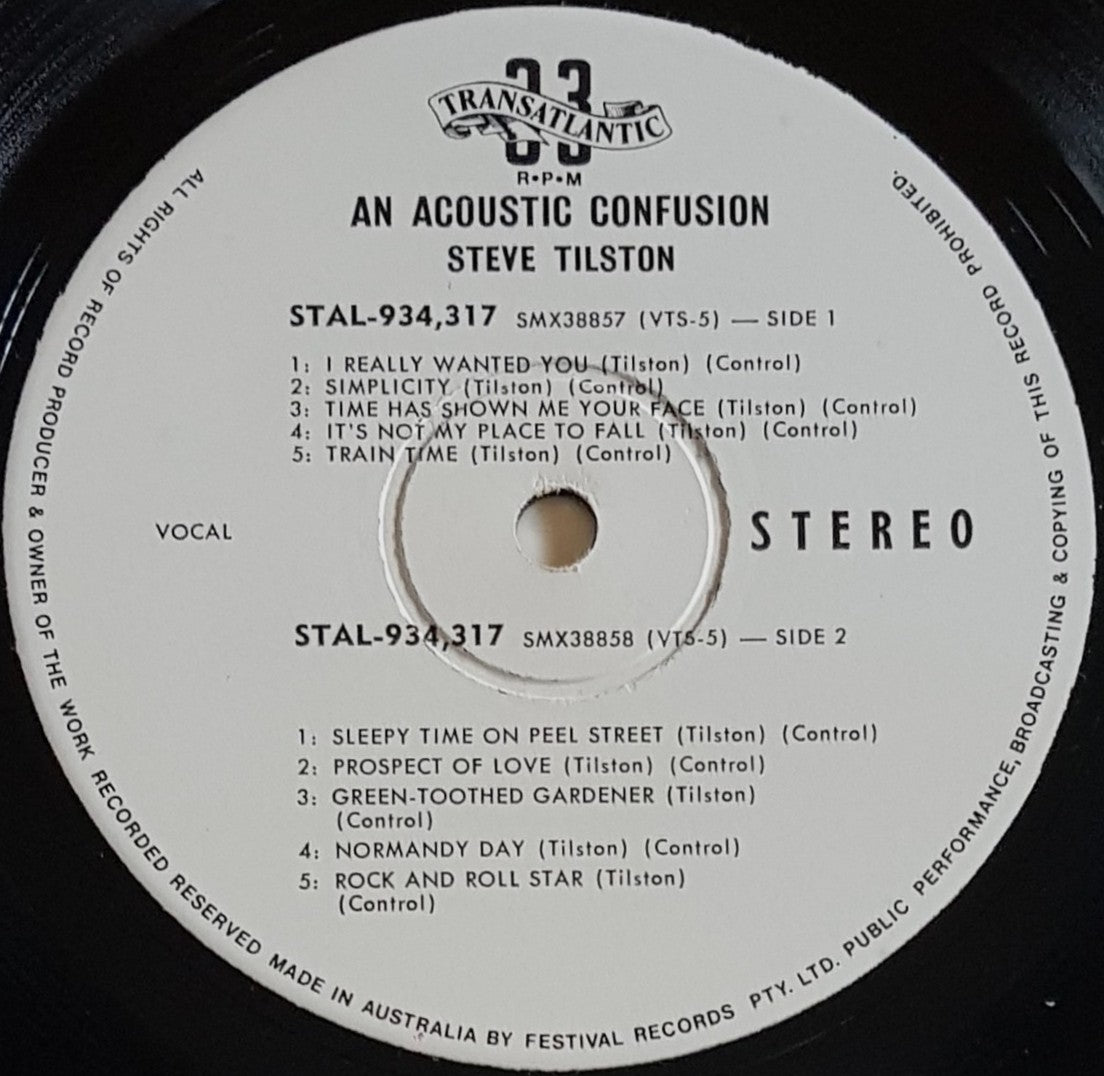 33
TRANSATLANTIC
R•P•M
AN ACOUSTIC CONFUSION
STEVE TILSTON
STAL-934,317 SMX38857 (VTS-5) — SIDE 1
1: I REALLY WANTED YOU (Tilston) (Control)
2: SIMPLICITY (Tilston) (Control)
3: TIME HAS SHOWN ME YOUR FACE (Tilston) (Control)
4: IT'S NOT MY PLACE TO FALL (Tilston) (Control)
5: TRAIN TIME (Tilston) (Control)
VOCAL
STEREO
STAL-934,317 SMX38858 (VTS-5) — SIDE 2
1: SLEEPY TIME ON PEEL STREET (Tilston) (Control)
2: PROSPECT OF LOVE (Tilston) (Control)
3: GREEN-TOOTHED GARDENER (Tilston)
(Control)
4: NORMANDY DAY (Tilston) (Control)
5: ROCK AND ROLL STAR (Tilston)
(Control)
ALL RIGHTS OF RECORD PRODUCER & OWNER OF THE WORK RECORDED RESERVED MADE IN AUSTRALIA BY FESTIVAL RECORDS PTY. LTD. PUBLIC PERFORMANCE, BROADCASTING & COPYING OF THIS RECORD PROHIBITED.